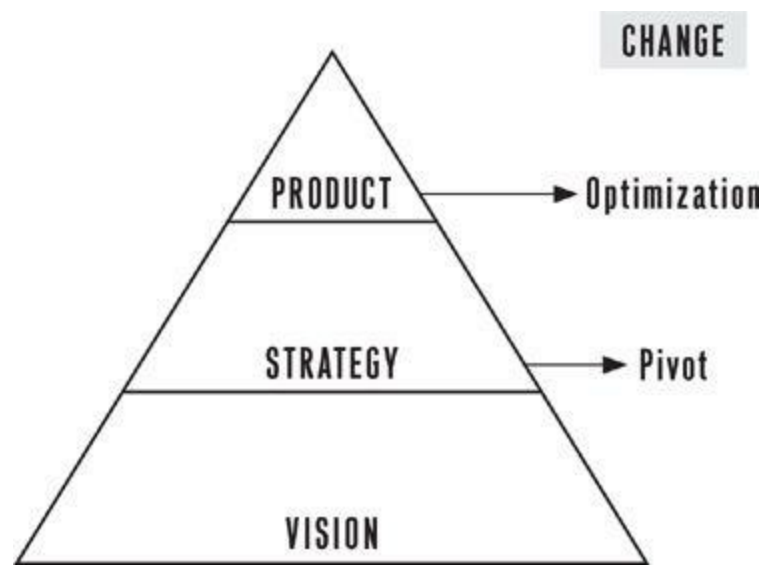 CHANGE
PRODUCT
Optimization
STRATEGY
Pivot
VISION